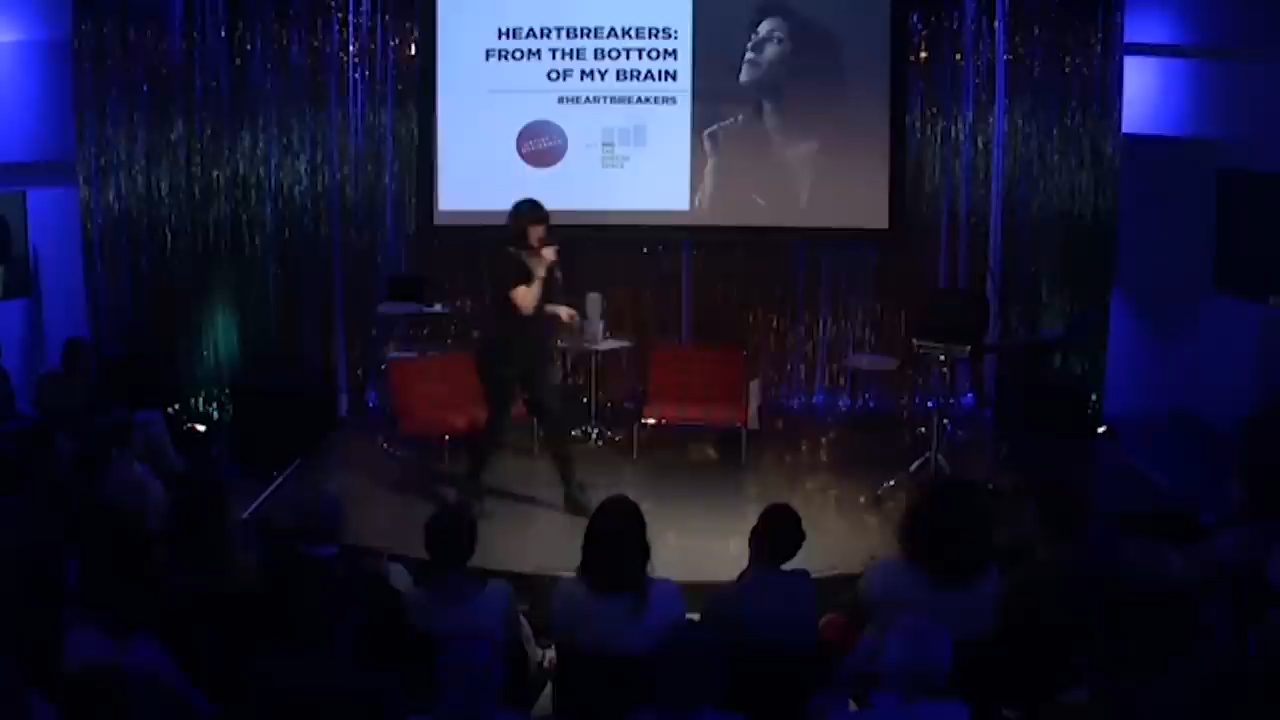 HEARTBREAKERS:
FROM THE BOTTOM
OF MY BRAIN
#HEARTBREAKERS